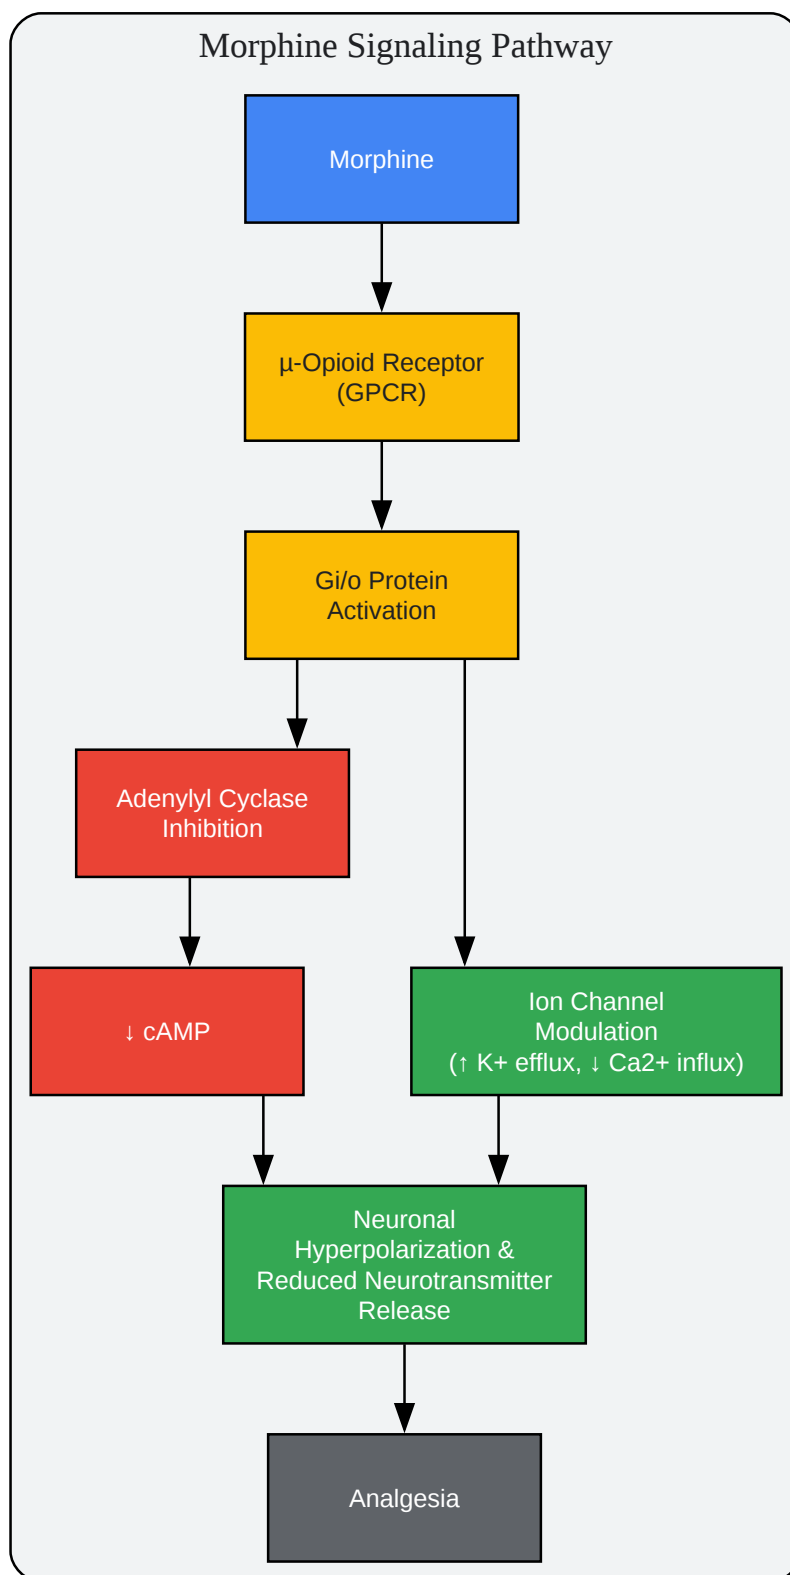 Morphine Signaling Pathway
Morphine
µ-Opioid Receptor
(GPCR)
Gi/o Protein
Activation
Adenylyl Cyclase
Inhibition
↓ cAMP
Ion Channel
Modulation
(↑ K+ efflux, ↓ Ca2+ influx)
Neuronal
Hyperpolarization &
Reduced Neurotransmitter
Release
Analgesia